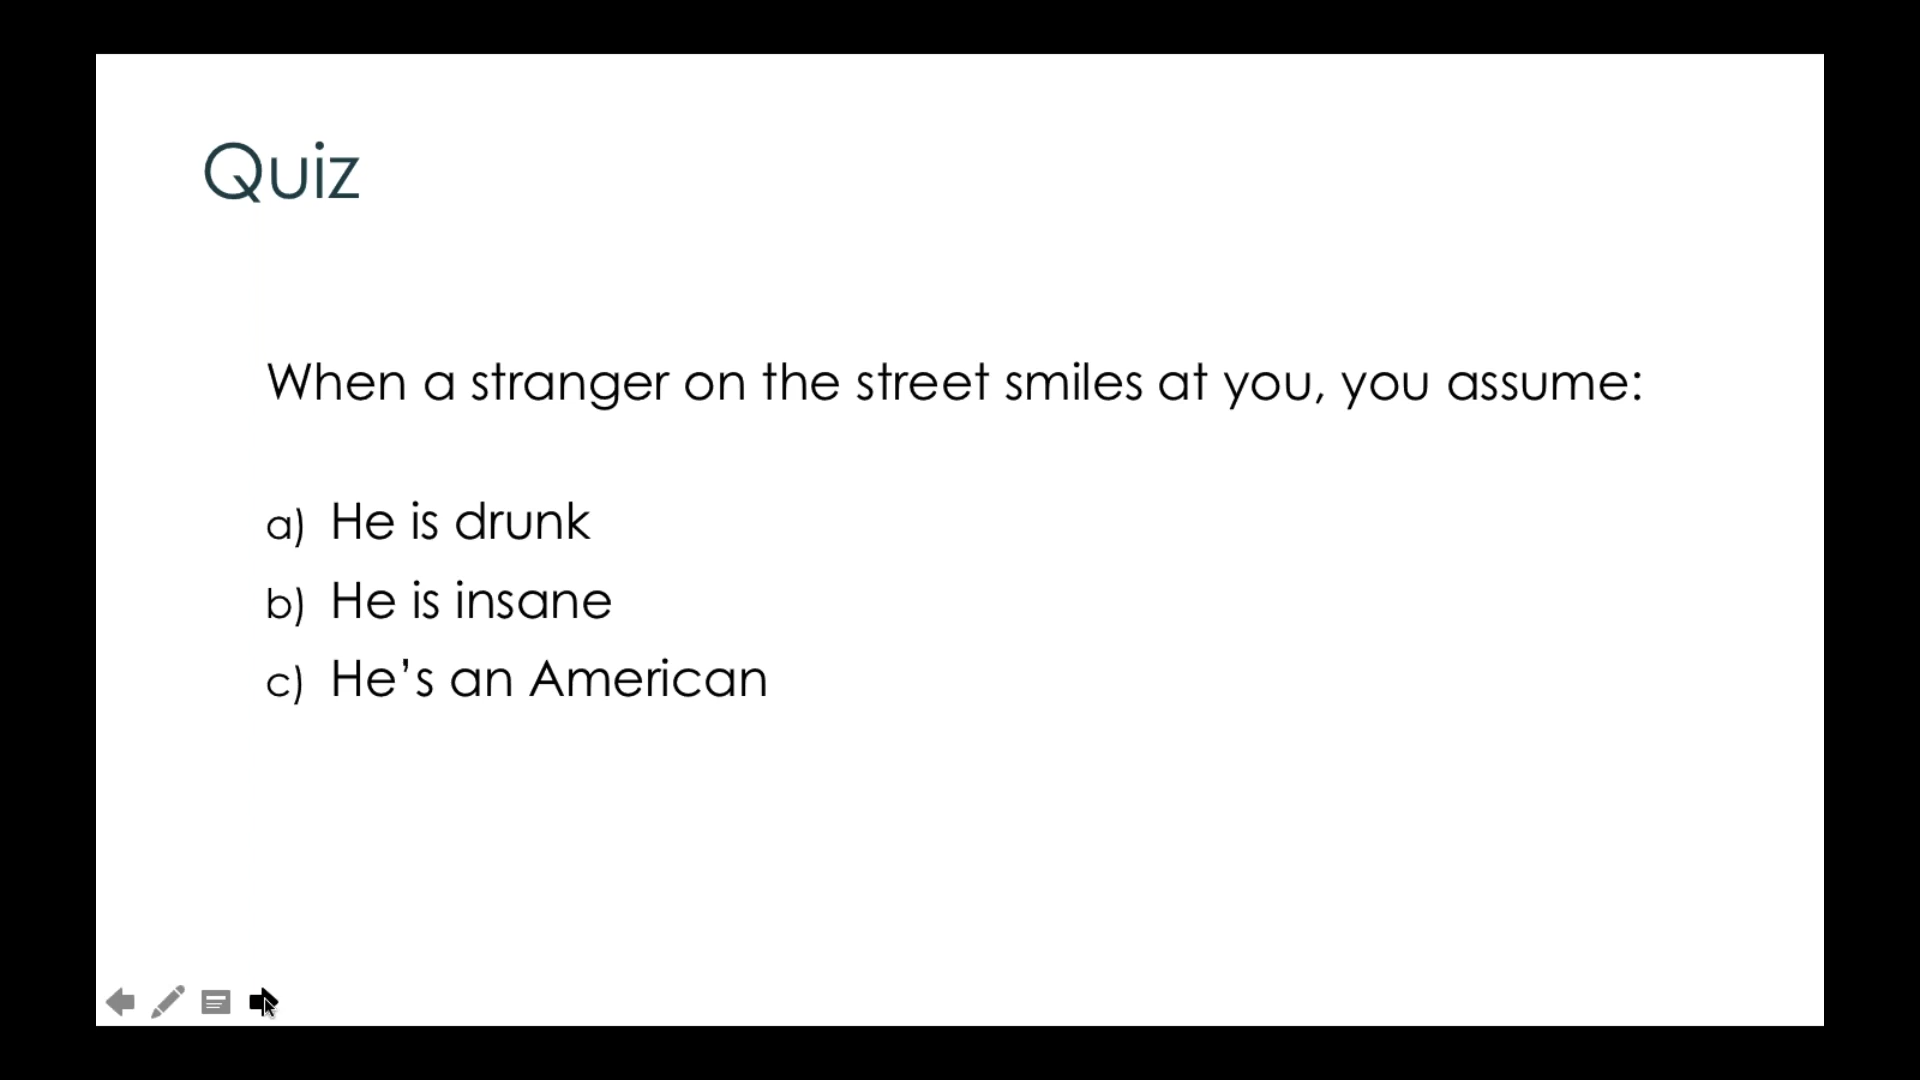 Quiz
When a stranger on the street smiles at you, you assume:
a) He is drunk
b) He is insane
c) He’s an American